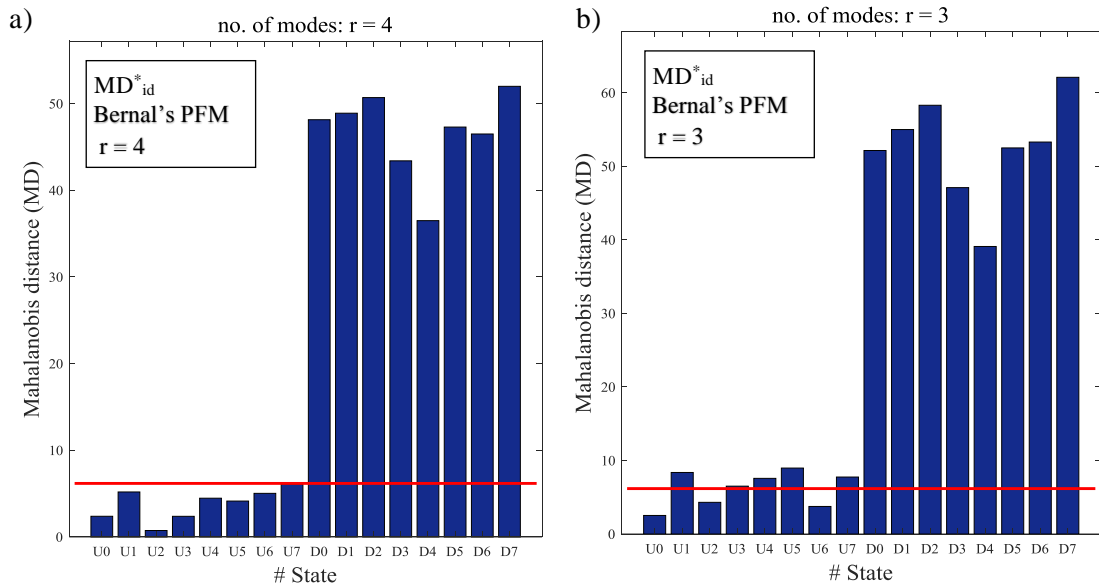 a)
no. of modes: r = 4
MD*id
Bernal's PFM
r = 4
Mahalanobis distance (MD)
50
40
30
20
10
0
U0 U1 U2 U3 U4 U5 U6 U7 D0 D1 D2 D3 D4 D5 D6 D7
# State
b)
no. of modes: r = 3
MD*id
Bernal's PFM
r = 3
Mahalanobis distance (MD)
60
50
40
30
20
10
0
U0 U1 U2 U3 U4 U5 U6 U7 D0 D1 D2 D3 D4 D5 D6 D7
# State